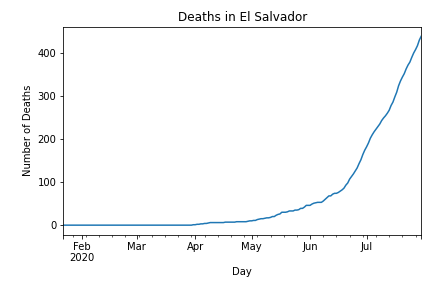 Deaths in El Salvador
Number of Deaths
400
300
200
100
0
Feb
2020
Mar
Apr
May
Jun
Jul
Day